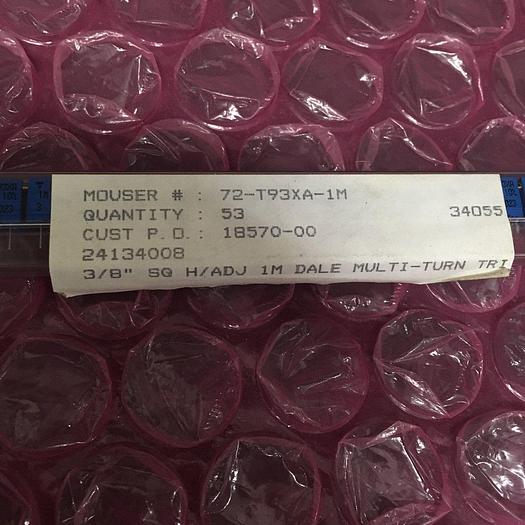 MOUSER # : 72-T93XA-1M
QUANTITY : 53 34055
CUST P.O.: 18570-00
24134008
3/8" SQ H/ADJ 1M DALE MULTI-TURN TRI